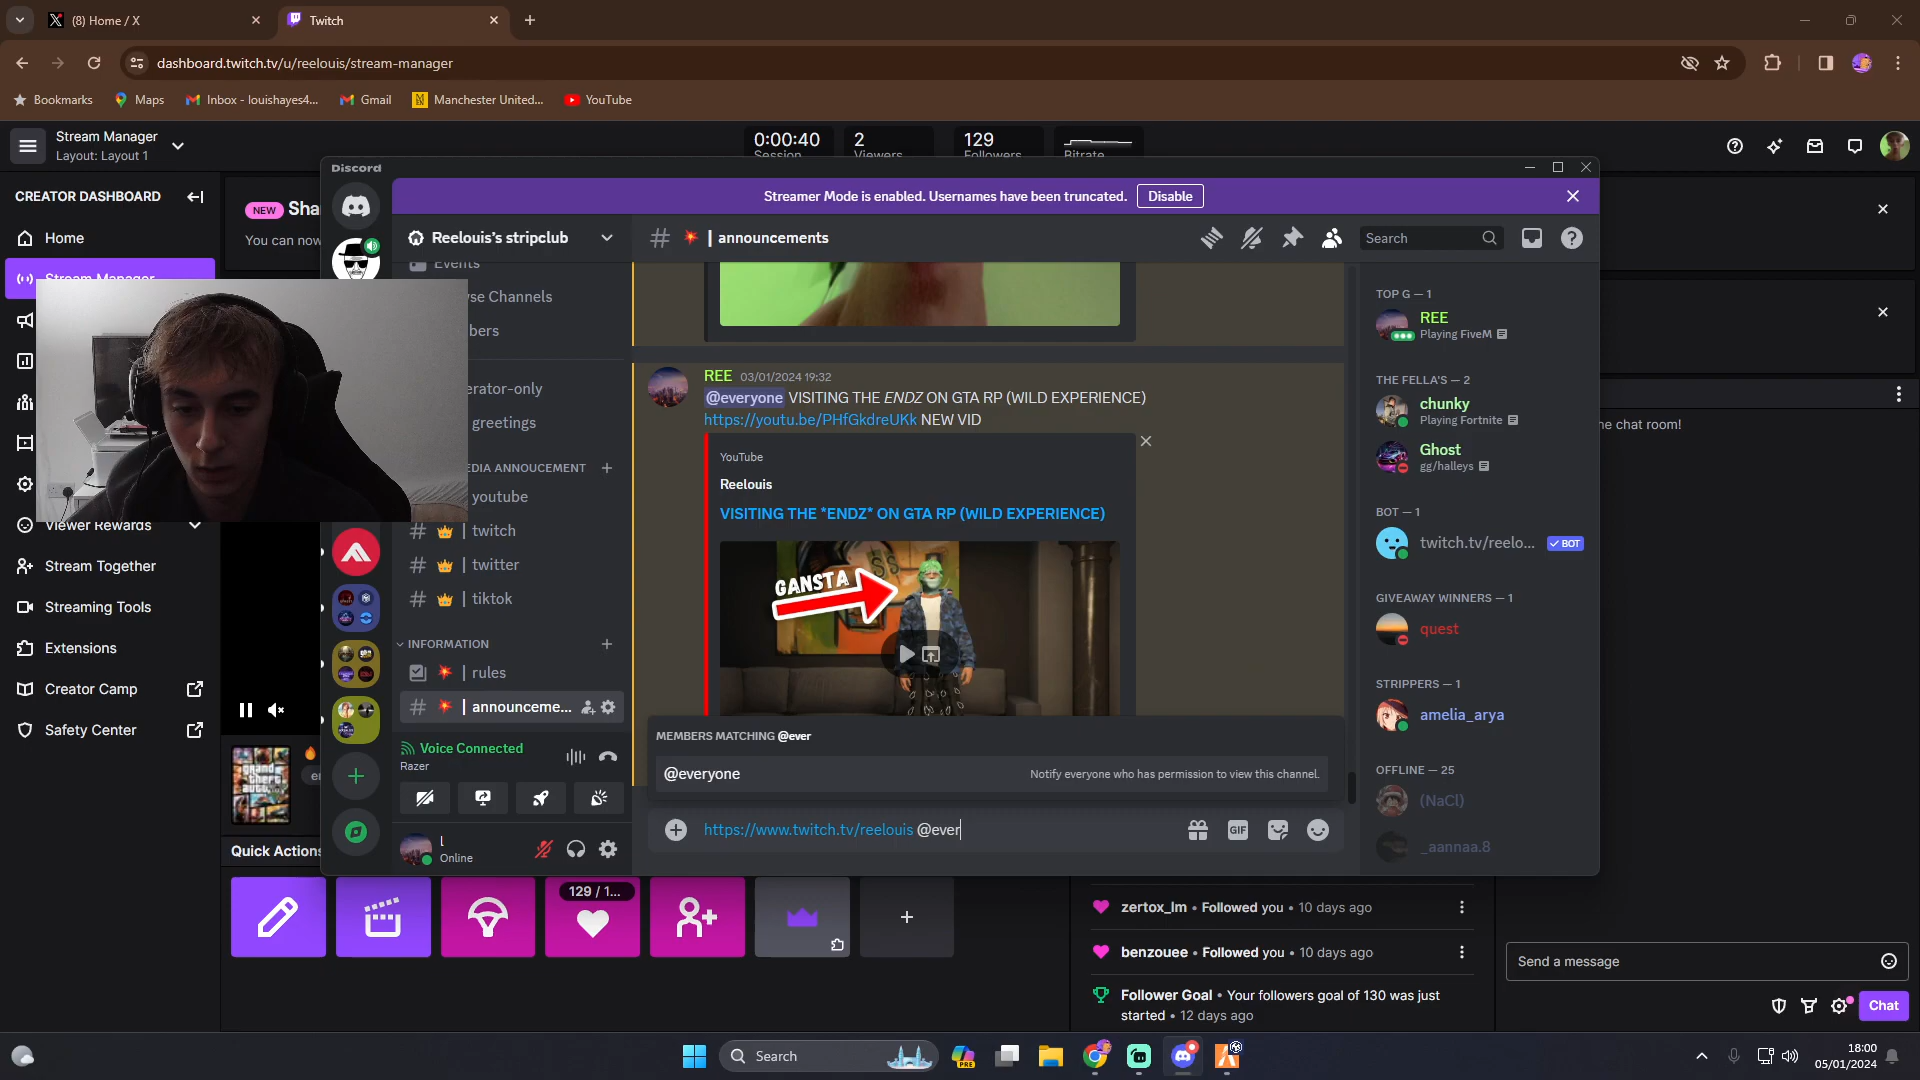 (8) Home / X
Twitch
dashboard.twitch.tv/u/reelouis/stream-manager
Bookmarks
Maps
Inbox - louishayes4...
Gmail
Manchester United...
YouTube
Stream Manager
Layout: Layout 1
0:00:40
Session
2
Viewers
129
Followers
Bitrate
CREATOR DASHBOARD
NEW Sha
You can now
Home
Stream Manager
Viewer Rewards
Stream Together
Streaming Tools
Extensions
Camp
Creator Camp
Safety Center
Discord
Streamer Mode is enabled. Usernames have been truncated.
Disable
Reelouis's stripclub
| announcements
Search
Events
se Channels
bers
erator-only
greetings
EDIA ANNOUCEMENT
youtube
| twitch
| twitter
| tiktok
INFORMATION
| rules
| announceme...
Voice Connected
Razer
l
Online
REE 03/01/2024 19:32
@everyone VISITING THE ENDZ ON GTA RP (WILD EXPERIENCE)
https://youtu.be/PHfGkdreUKk NEW VID
YouTube
Reelouis
VISITING THE *ENDZ* ON GTA RP (WILD EXPERIENCE)
GANSTA
MEMBERS MATCHING @ever
@everyone
Notify everyone who has permission to view this channel.
https://www.twitch.tv/reelouis @ever
GIF
TOP G — 1
REE
Playing FiveM
THE FELLA'S — 2
chunky
Playing Fortnite
Ghost
gg/halleys
BOT — 1
twitch.tv/reelo...
BOT
GIVEAWAY WINNERS — 1
quest
STRIPPERS — 1
amelia_arya
OFFLINE — 25
(NaCl)
_aannaa.8
he chat room!
Quick Actions
129 / 1...
zertox_lm • Followed you • 10 days ago
benzouee • Followed you • 10 days ago
Follower Goal • Your followers goal of 130 was just
started • 12 days ago
Send a message
Chat
Search
PRE
18:00
05/01/2024